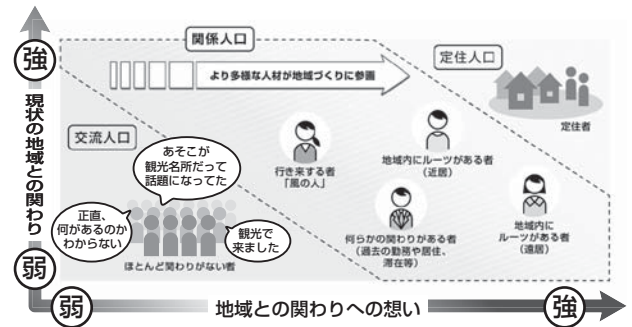 関係人口
定住人口
強
より多様な人材が地域づくりに参画
現状の地域との関わり
交流人口
定住者
あそこが
観光名所だって
話題になってた
行き来する者
「風の人」
地域内にルーツがある者
（近居）
正直、
何があるのか
わからない
観光で
来ました
何らかの関わりがある者
（過去の勤務や居住、
滞在等）
地域内に
ルーツがある者
（遠居）
ほとんど関わりがない者
弱
弱
地域との関わりへの想い
強